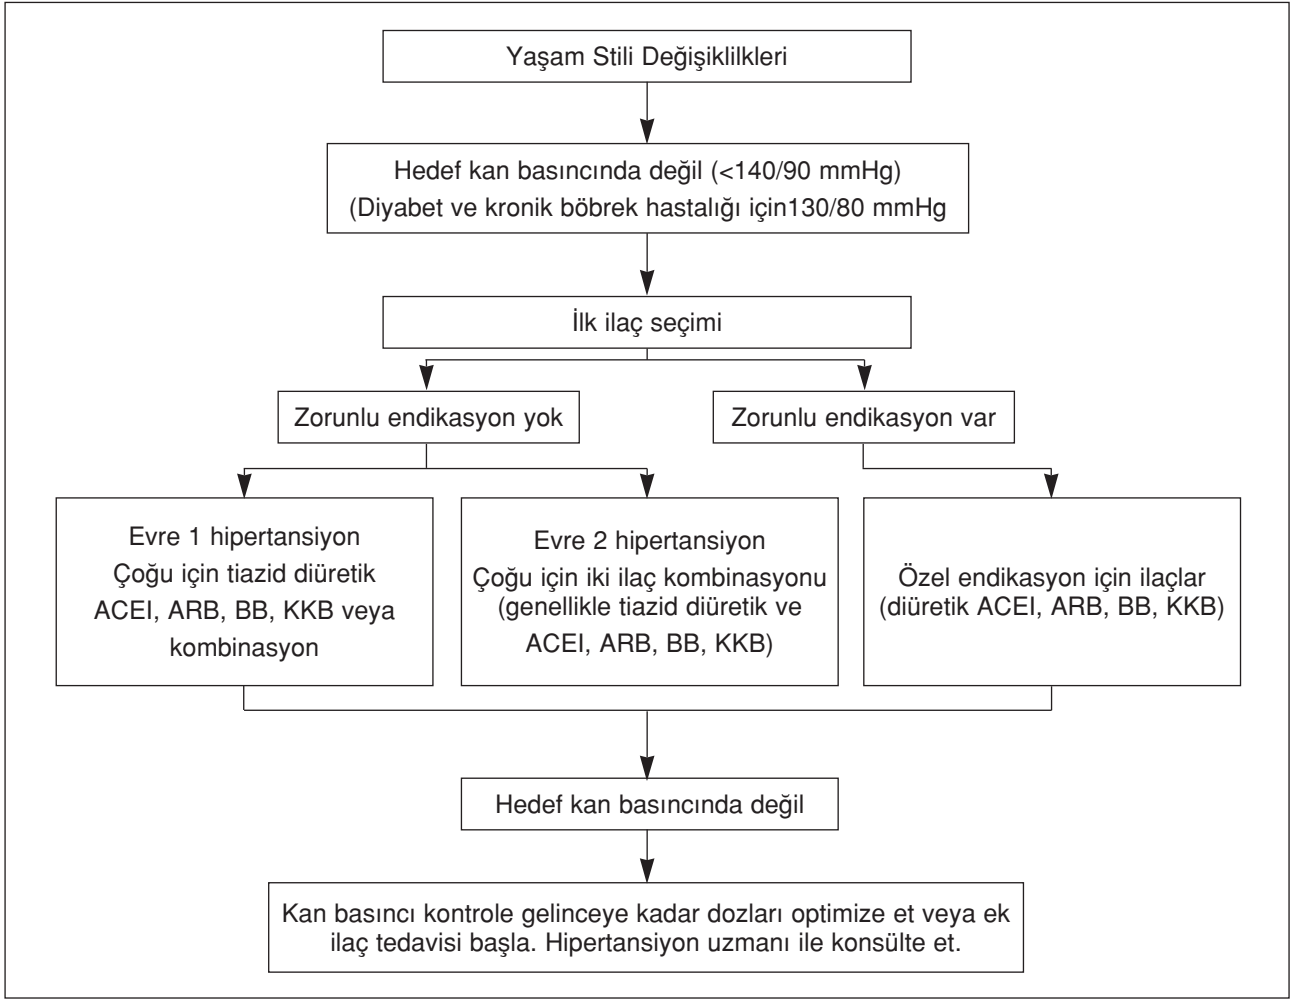 Yaşam Stili Değişiklilkleri
Hedef kan basıncında değil (<140/90 mmHg)
(Diyabet ve kronik böbrek hastalığı için130/80 mmHg
İlk ilaç seçimi
Zorunlu endikasyon yok
Zorunlu endikasyon var
Evre 1 hipertansiyon
Çoğu için tiazid diüretik
ACEI, ARB, BB, KKB veya
kombinasyon
Evre 2 hipertansiyon
Çoğu için iki ilaç kombinasyonu
(genellikle tiazid diüretik ve
ACEI, ARB, BB, KKB)
Özel endikasyon için ilaçlar
(diüretik ACEI, ARB, BB, KKB)
Hedef kan basıncında değil
Kan basıncı kontrole gelinceye kadar dozları optimize et veya ek
ilaç tedavisi başla. Hipertansiyon uzmanı ile konsülte et.